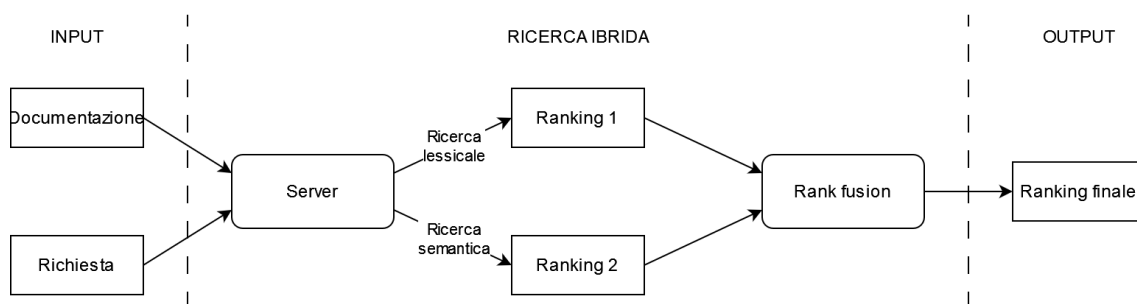 INPUT
RICERCA IBRIDA
OUTPUT
Documentazione
Richiesta
Server
Ricerca
lessicale
Ricerca
semantica
Ranking 1
Ranking 2
Rank fusion
Ranking finale